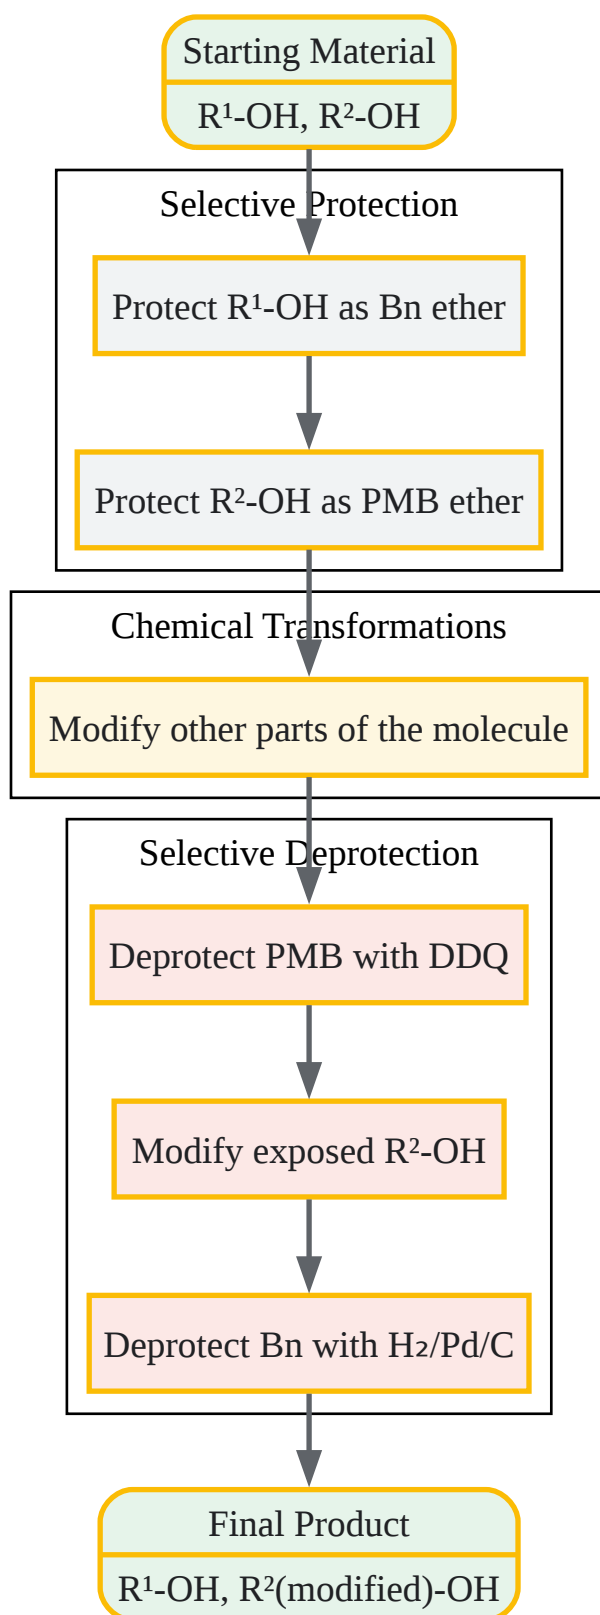 Starting Material
R¹-OH, R²-OH
Selective Protection
Protect R¹-OH as Bn ether
Protect R²-OH as PMB ether
Chemical Transformations
Modify other parts of the molecule
Selective Deprotection
Deprotect PMB with DDQ
Modify exposed R²-OH
Deprotect Bn with H₂/Pd/C
Final Product
R¹-OH, R²(modified)-OH